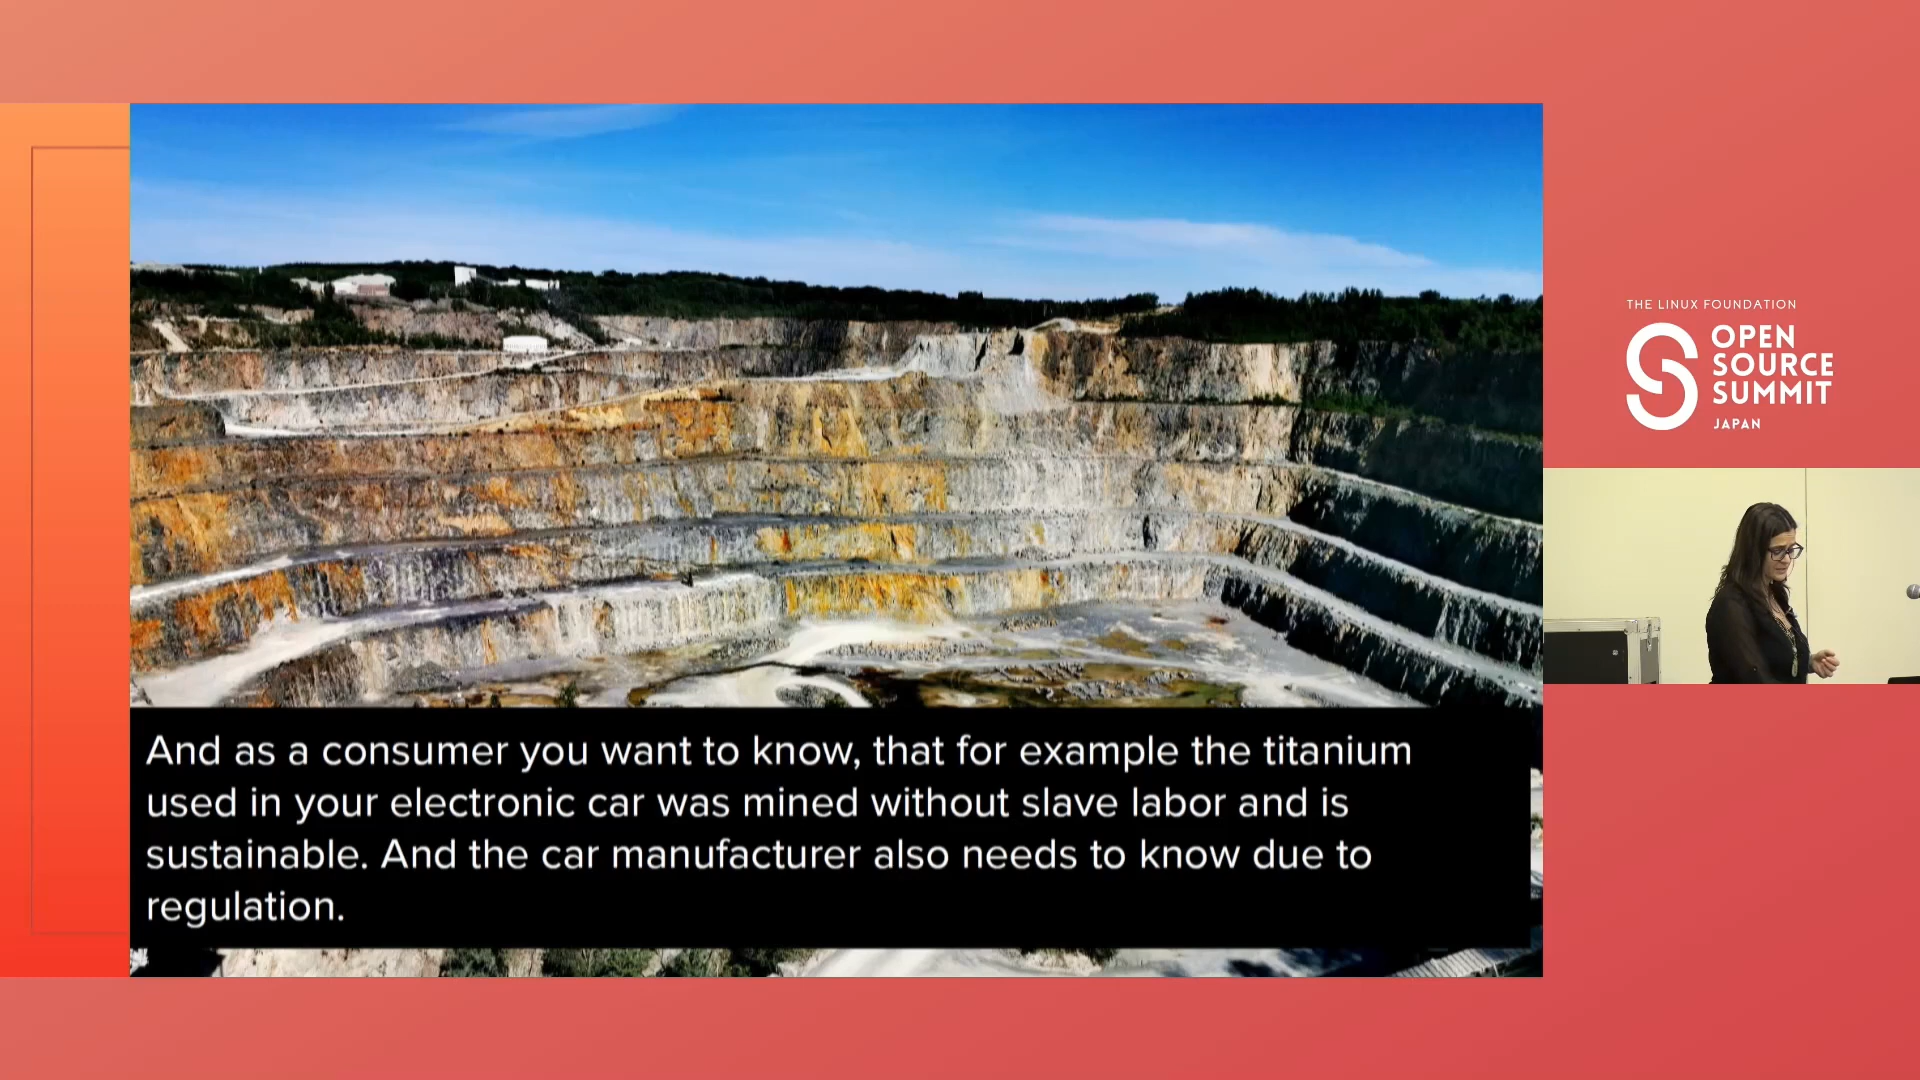 THE LINUX FOUNDATION
OPEN
SOURCE
SUMMIT
JAPAN
And as a consumer you want to know, that for example the titanium
used in your electronic car was mined without slave labor and is
sustainable. And the car manufacturer also needs to know due to
regulation.